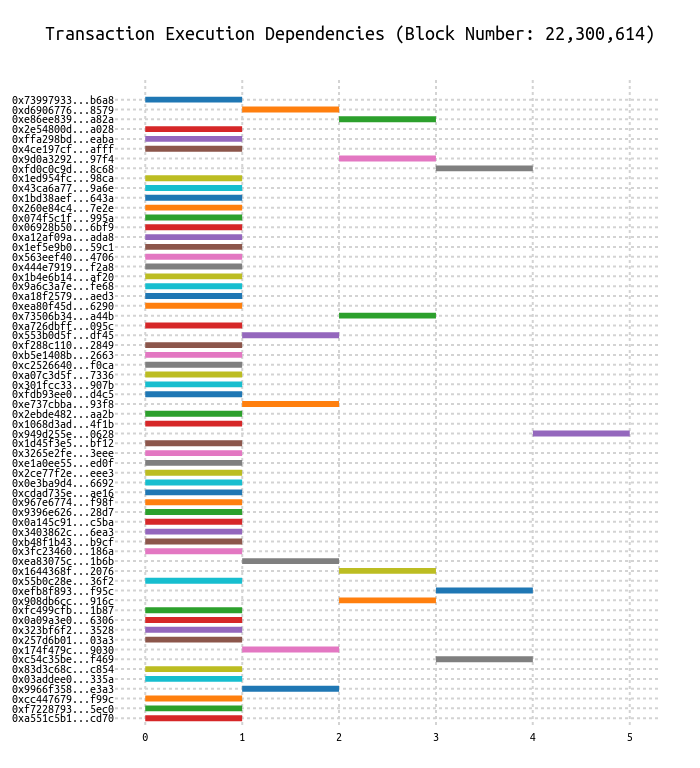 Transaction Execution Dependencies (Block Number: 22,300,614)
0x73997933...b6a8
0xd6906776...8579
0xe86ee839...a82a
0x2e54800d...a028
0xffa298bd...eaba
0x4ce197cf...afff
0x9d0a3292...97f4
0xfd0c0c9d...8c68
0x1ed954fc...98ca
0x43ca6a77...9a6e
0x1bd38aef...643a
0x260e84c4...7e2e
0x074f5c1f...995a
0x06928b50...6bf9
0xa12af09a...ada8
0x1ef5e9b0...59c1
0x563eef40...4706
0x444e7919...f2a8
0x1b4e6b14...af20
0x9a6c3a7e...fe68
0xa18f2579...aed3
0xea80f45d...6290
0x73506b34...a44b
0xa726dbff...095c
0x553b0d5f...df45
0xf288c110...2849
0xb5e1408b...2663
0xc2526640...f0ca
0xa07c3d5f...7336
0x301fcc33...907b
0xfdb93ee0...d4c5
0xe737cbba...93f8
0x2ebde482...aa2b
0x1068d3ad...4f1b
0x949d255e...0628
0x1d45f3e5...bf12
0x3265e2fe...3eee
0xe1a0ee55...ed0f
0x2ce77f2e...eee3
0x0e3ba9d4...6692
0xcdad735e...ae16
0x967e6774...f98f
0x9396e626...28d7
0x0a145c91...c5ba
0x3403862c...6ea3
0xb48f1b43...b9cf
0x3fc23460...186a
0xea83075c...1b6b
0x1644368f...2076
0x55b0c28e...36f2
0xefb8f893...f95c
0x908db6cc...916c
0xfc499cfb...1b87
0x0a09a3e0...6306
0x323bf6f2...3528
0x257d6b01...03a3
0x174f479c...9030
0xc54c35be...f469
0x83d3c68c...c854
0x03addee0...335a
0x9966f358...e3a3
0xcc447679...f99c
0xf7228793...5ec0
0xa551c5b1...cd70
0 1 2 3 4 5